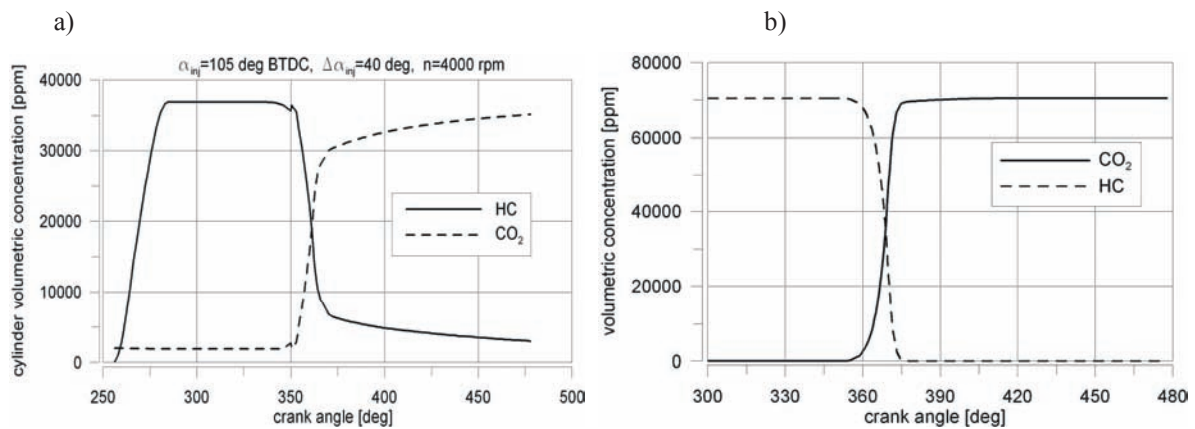 a)
b)
α_inj=105 deg BTDC, Δα_inj=40 deg, n=4000 rpm
cylinder volumetric concentration [ppm]
40000
30000
20000
10000
0
HC
CO₂
250
300
350
400
450
500
crank angle [deg]
volumetric concentration [ppm]
80000
60000
40000
20000
0
CO₂
HC
300
330
360
390
420
450
480
crank angle [deg]